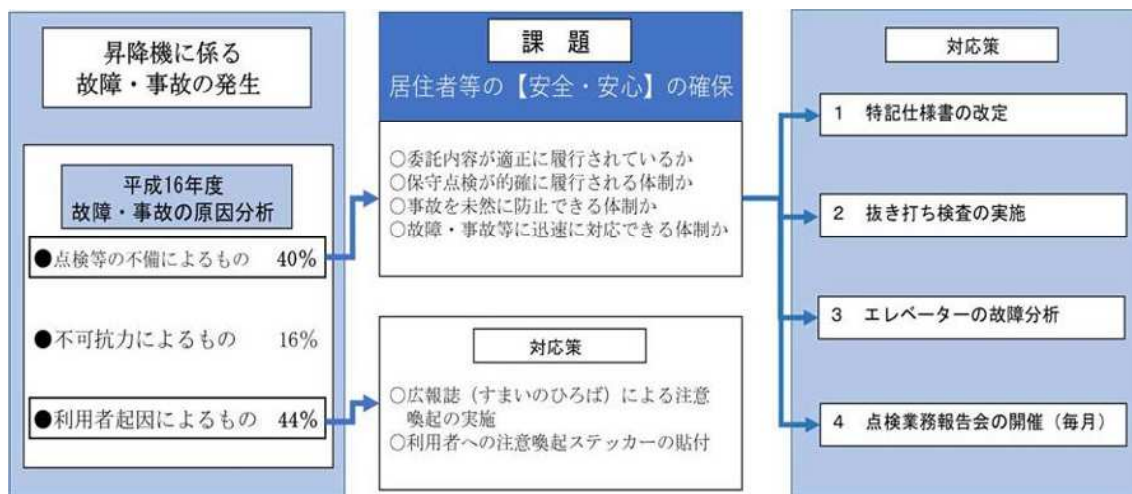 昇降機に係る
故障・事故の発生
平成16年度
故障・事故の原因分析
●点検等の不備によるもの 40%
●不可抗力によるもの 16%
●利用者起因によるもの 44%
課 題
居住者等の【安全・安心】の確保
○委託内容が適正に履行されているか
○保守点検が的確に履行される体制か
○事故を未然に防止できる体制か
○故障・事故等に迅速に対応できる体制か
対応策
○広報誌（すまいのひろば）による注意
喚起の実施
○利用者への注意喚起ステッカーの貼付
対応策
1 特記仕様書の改定
2 抜き打ち検査の実施
3 エレベーターの故障分析
4 点検業務報告会の開催（毎月）